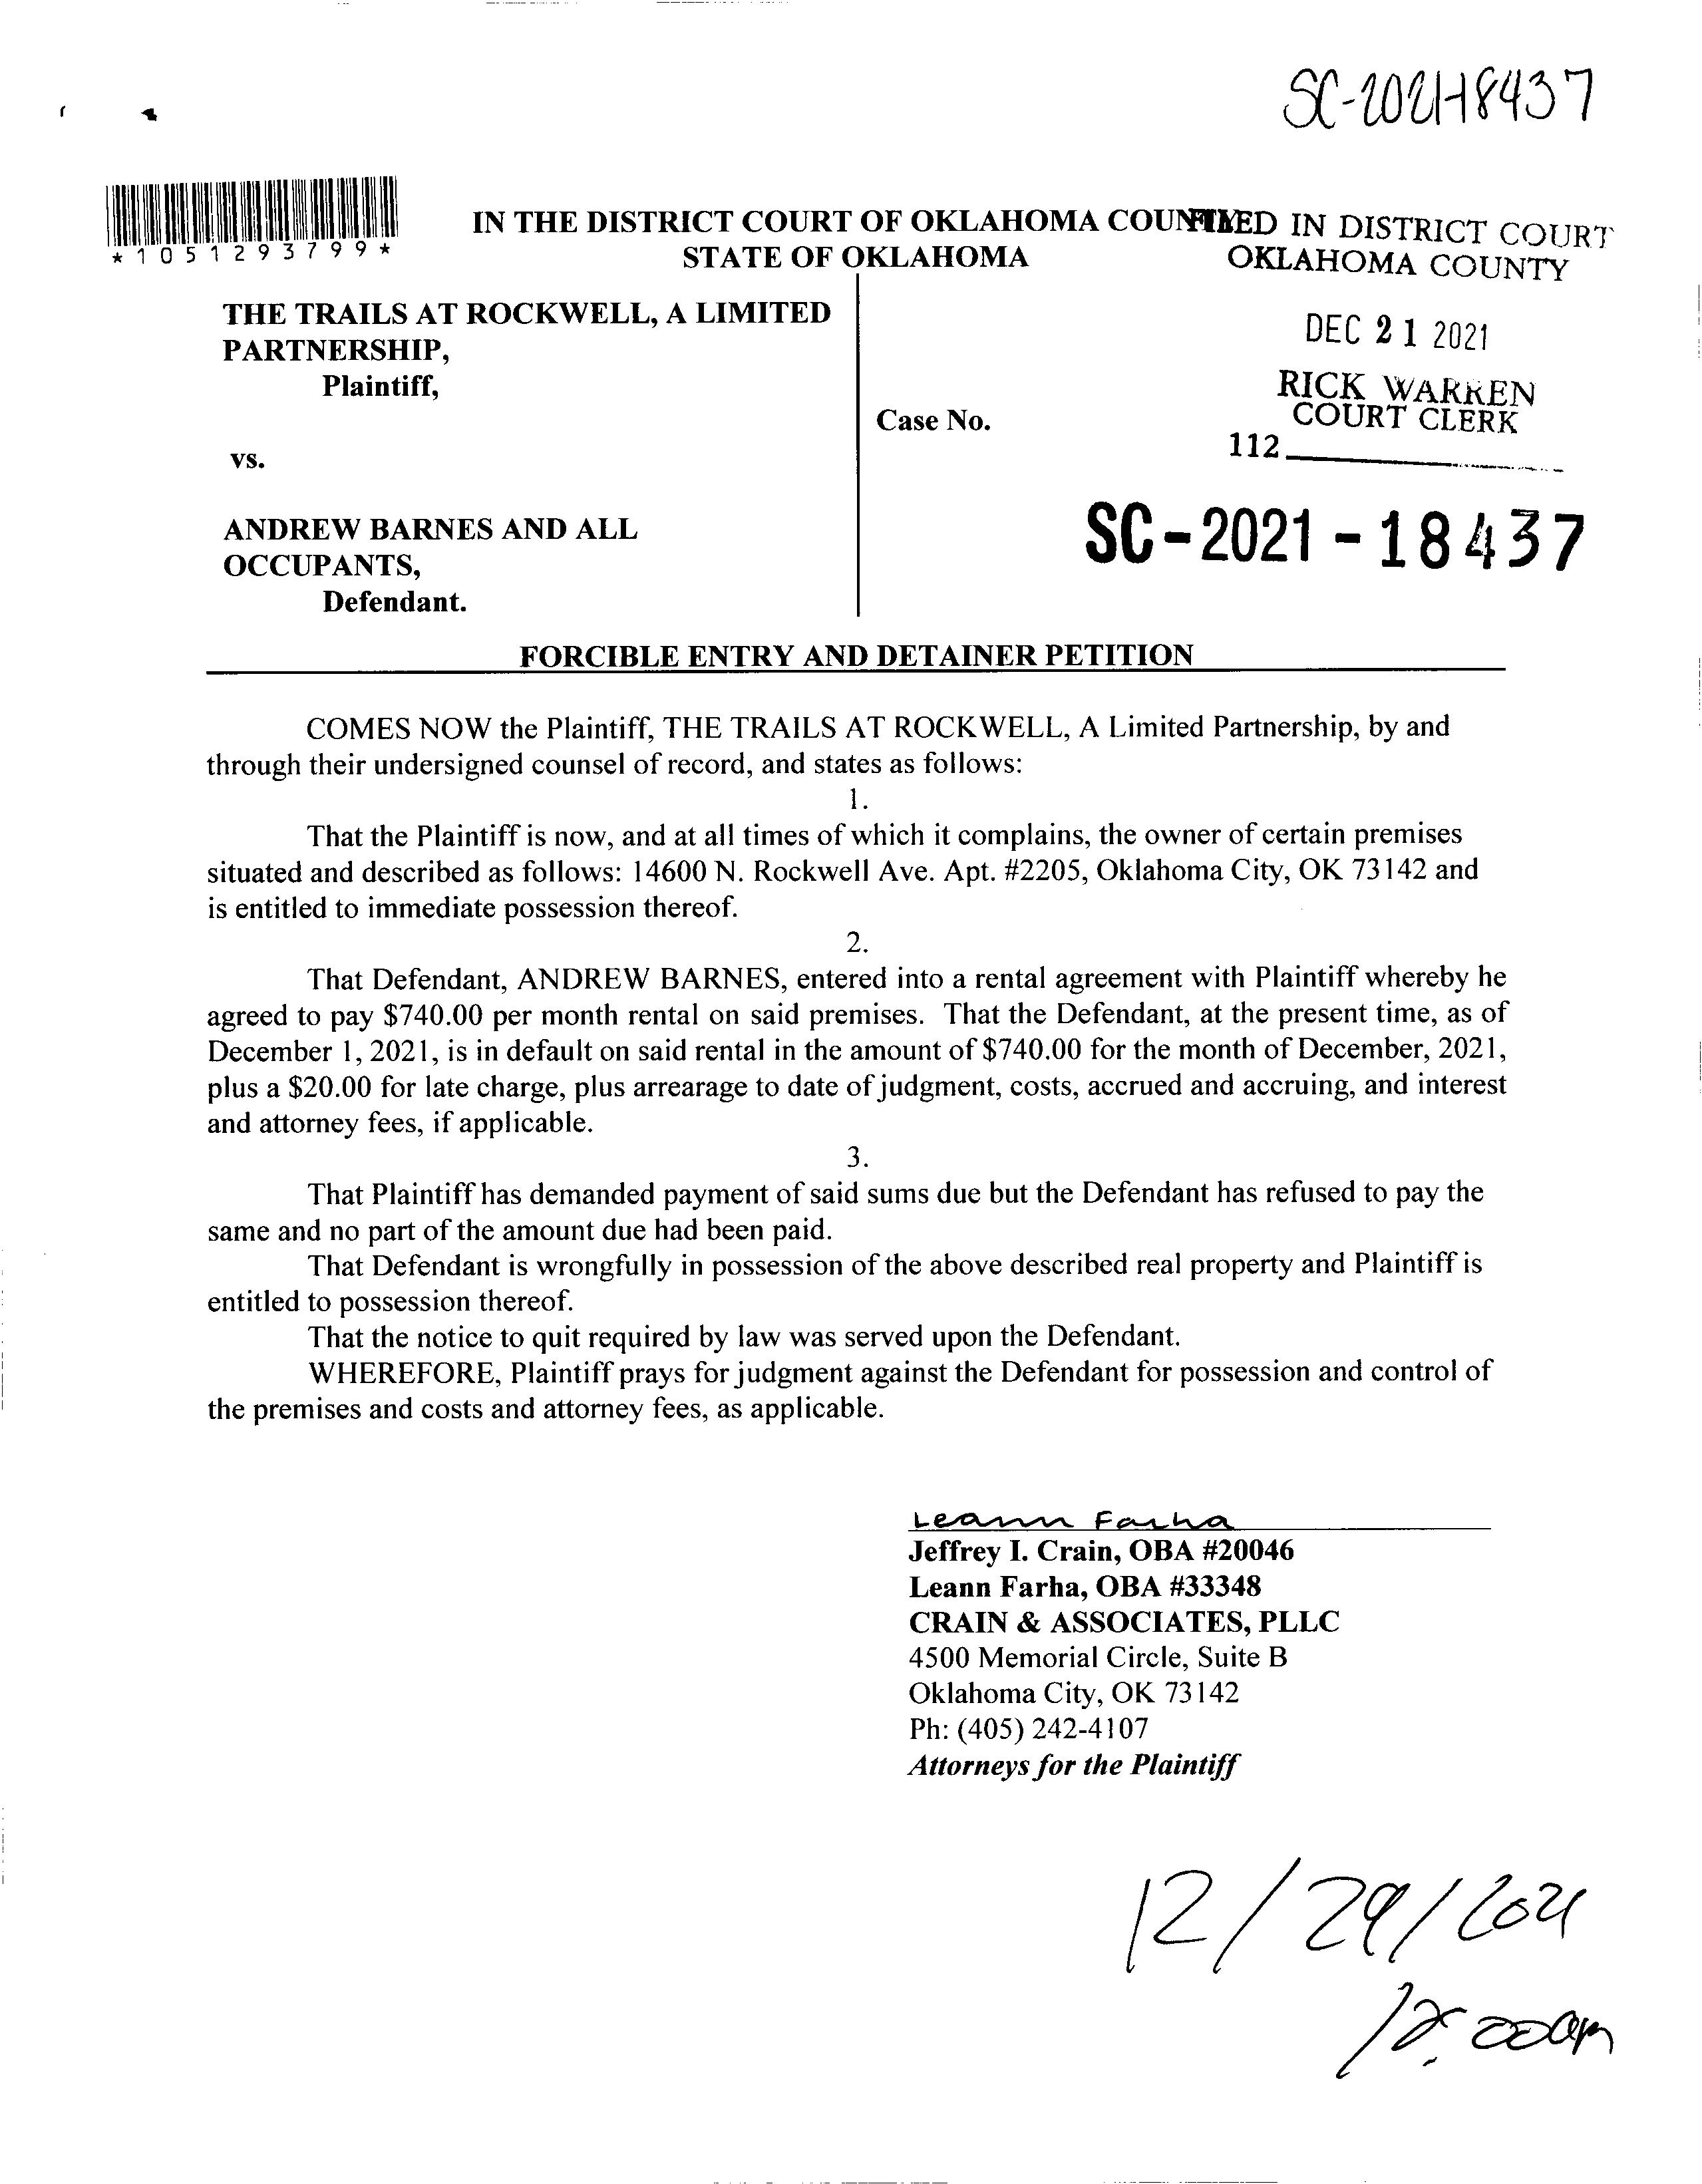 SC-2021-18437
*1051293799*
IN THE DISTRICT COURT OF OKLAHOMA COUNTY
STATE OF OKLAHOMA
FILED IN DISTRICT COURT
OKLAHOMA COUNTY
DEC 21 2021
RICK WARREN
COURT CLERK
112
THE TRAILS AT ROCKWELL, A LIMITED
PARTNERSHIP,
Plaintiff,
vs.
ANDREW BARNES AND ALL
OCCUPANTS,
Defendant.
Case No.
SC-2021-18437
FORCIBLE ENTRY AND DETAINER PETITION
COMES NOW the Plaintiff, THE TRAILS AT ROCKWELL, A Limited Partnership, by and
through their undersigned counsel of record, and states as follows:
1.
That the Plaintiff is now, and at all times of which it complains, the owner of certain premises
situated and described as follows: 14600 N. Rockwell Ave. Apt. #2205, Oklahoma City, OK 73142 and
is entitled to immediate possession thereof.
2.
That Defendant, ANDREW BARNES, entered into a rental agreement with Plaintiff whereby he
agreed to pay $740.00 per month rental on said premises. That the Defendant, at the present time, as of
December 1, 2021, is in default on said rental in the amount of $740.00 for the month of December, 2021,
plus a $20.00 for late charge, plus arrearage to date of judgment, costs, accrued and accruing, and interest
and attorney fees, if applicable.
3.
That Plaintiff has demanded payment of said sums due but the Defendant has refused to pay the
same and no part of the amount due had been paid.
That Defendant is wrongfully in possession of the above described real property and Plaintiff is
entitled to possession thereof.
That the notice to quit required by law was served upon the Defendant.
WHEREFORE, Plaintiff prays for judgment against the Defendant for possession and control of
the premises and costs and attorney fees, as applicable.
Leann Farha
Jeffrey I. Crain, OBA #20046
Leann Farha, OBA #33348
CRAIN & ASSOCIATES, PLLC
4500 Memorial Circle, Suite B
Oklahoma City, OK 73142
Ph: (405) 242-4107
Attorneys for the Plaintiff
12/29/2021